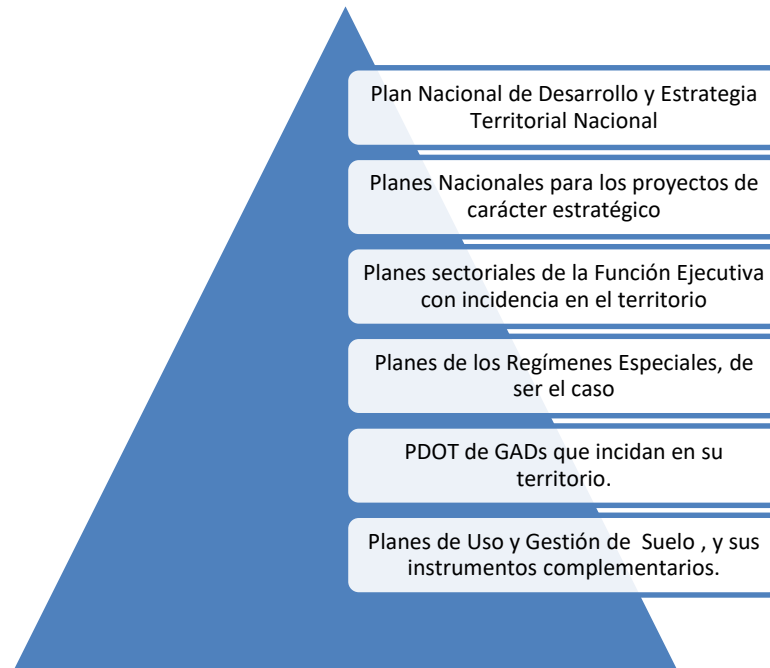 Plan Nacional de Desarrollo y Estrategia
Territorial Nacional
Planes Nacionales para los proyectos de
carácter estratégico
Planes sectoriales de la Función Ejecutiva
con incidencia en el territorio
Planes de los Regímenes Especiales, de
ser el caso
PDOT de GADs que incidan en su
territorio.
Planes de Uso y Gestión de Suelo , y sus
instrumentos complementarios.